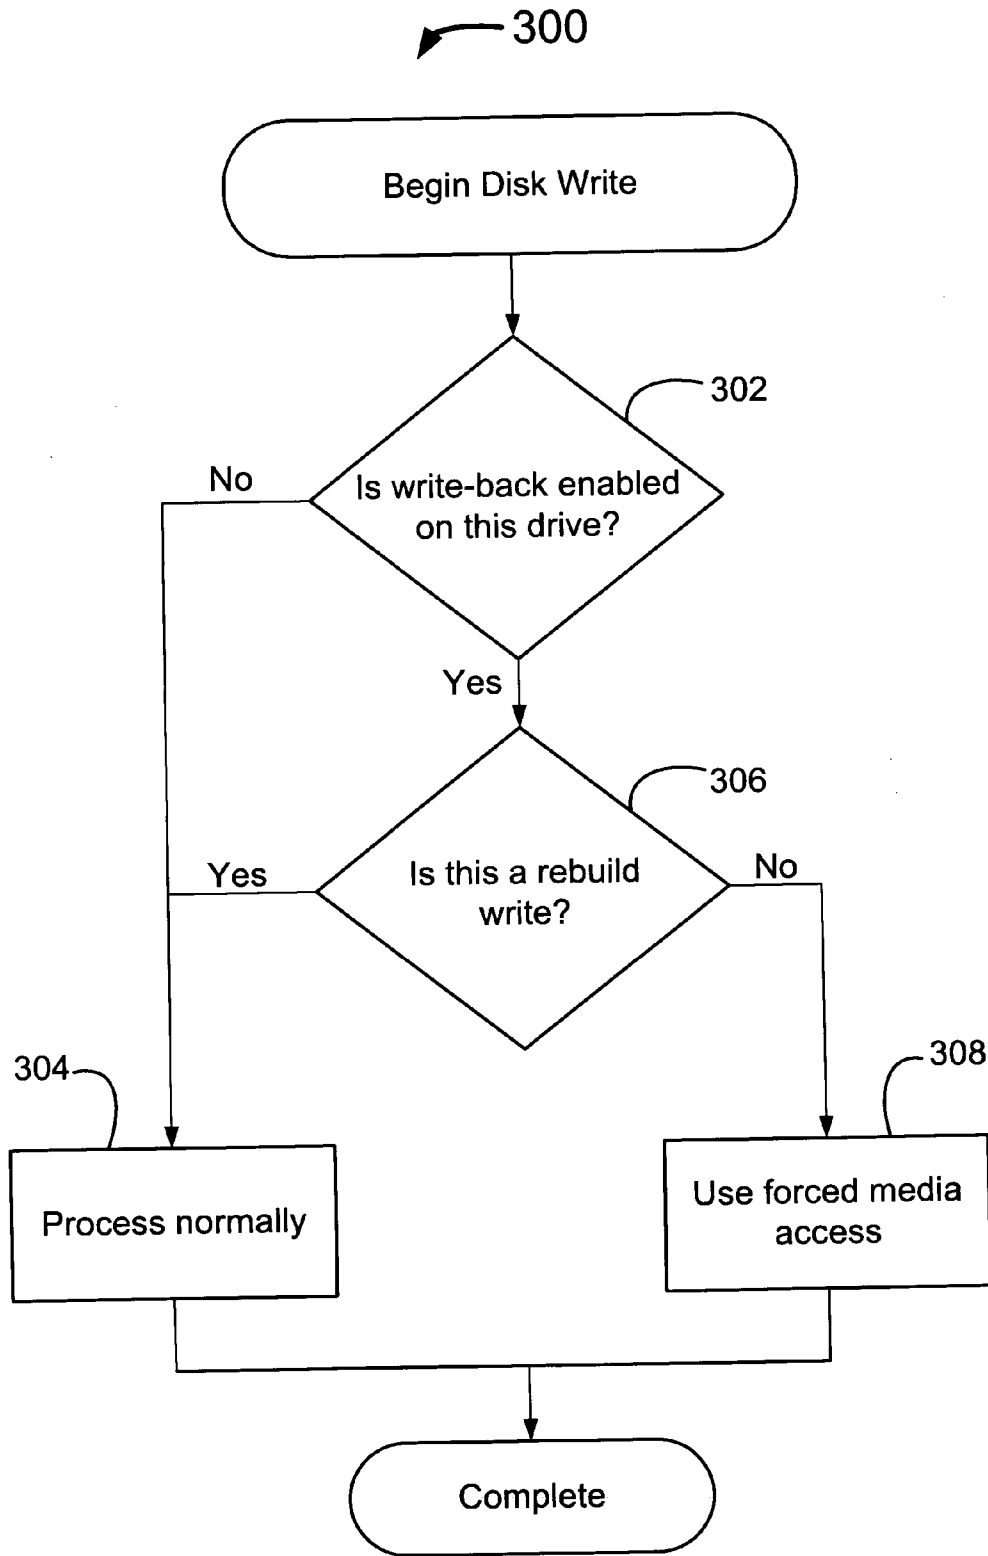 300
Begin Disk Write
302
No
Is write-back enabled
on this drive?
Yes
306
Yes
Is this a rebuild
write?
No
304
308
Process normally
Use forced media
access
Complete